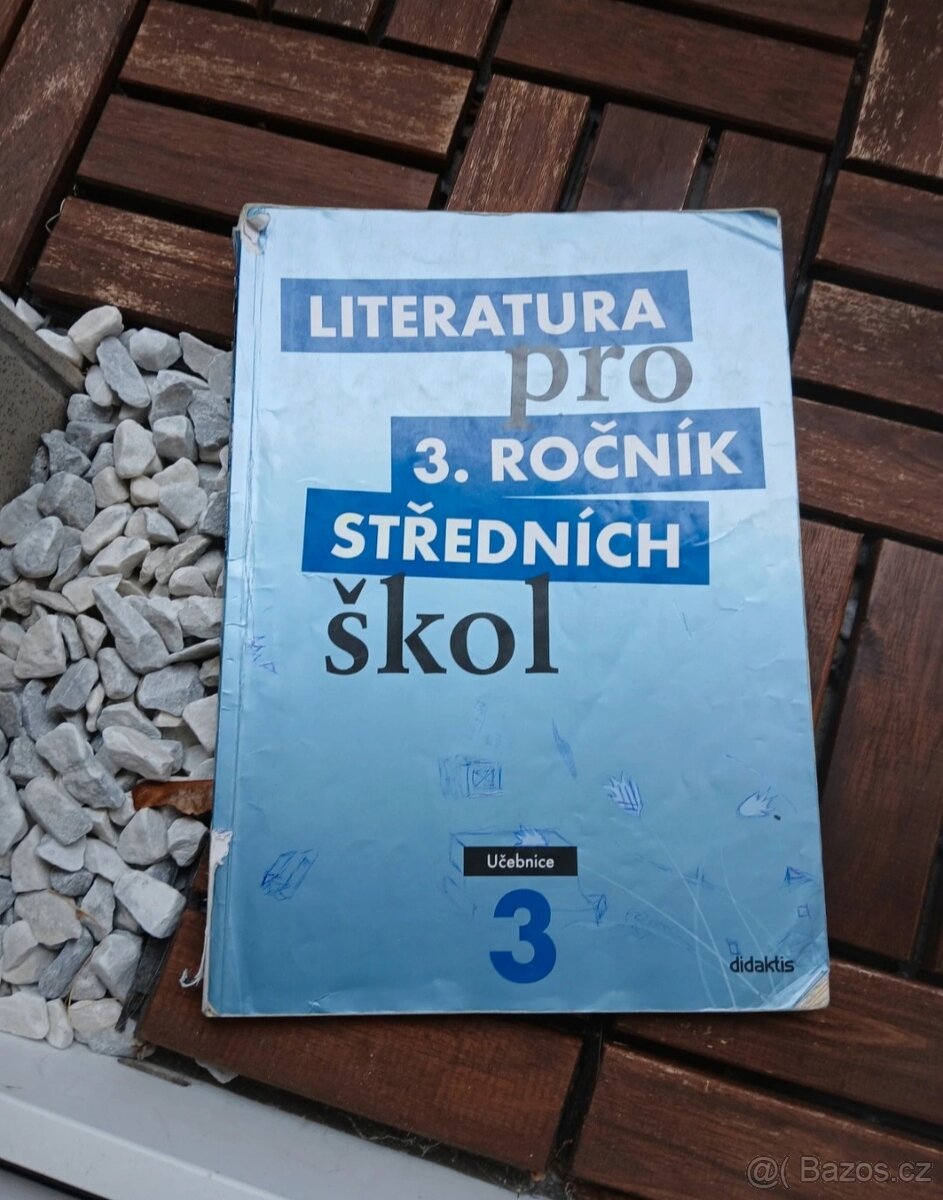 LITERATURA
pro
3. ROČNÍK
STŘEDNÍCH
škol
Učebnice
3
didaktis
@( Bazos.cz